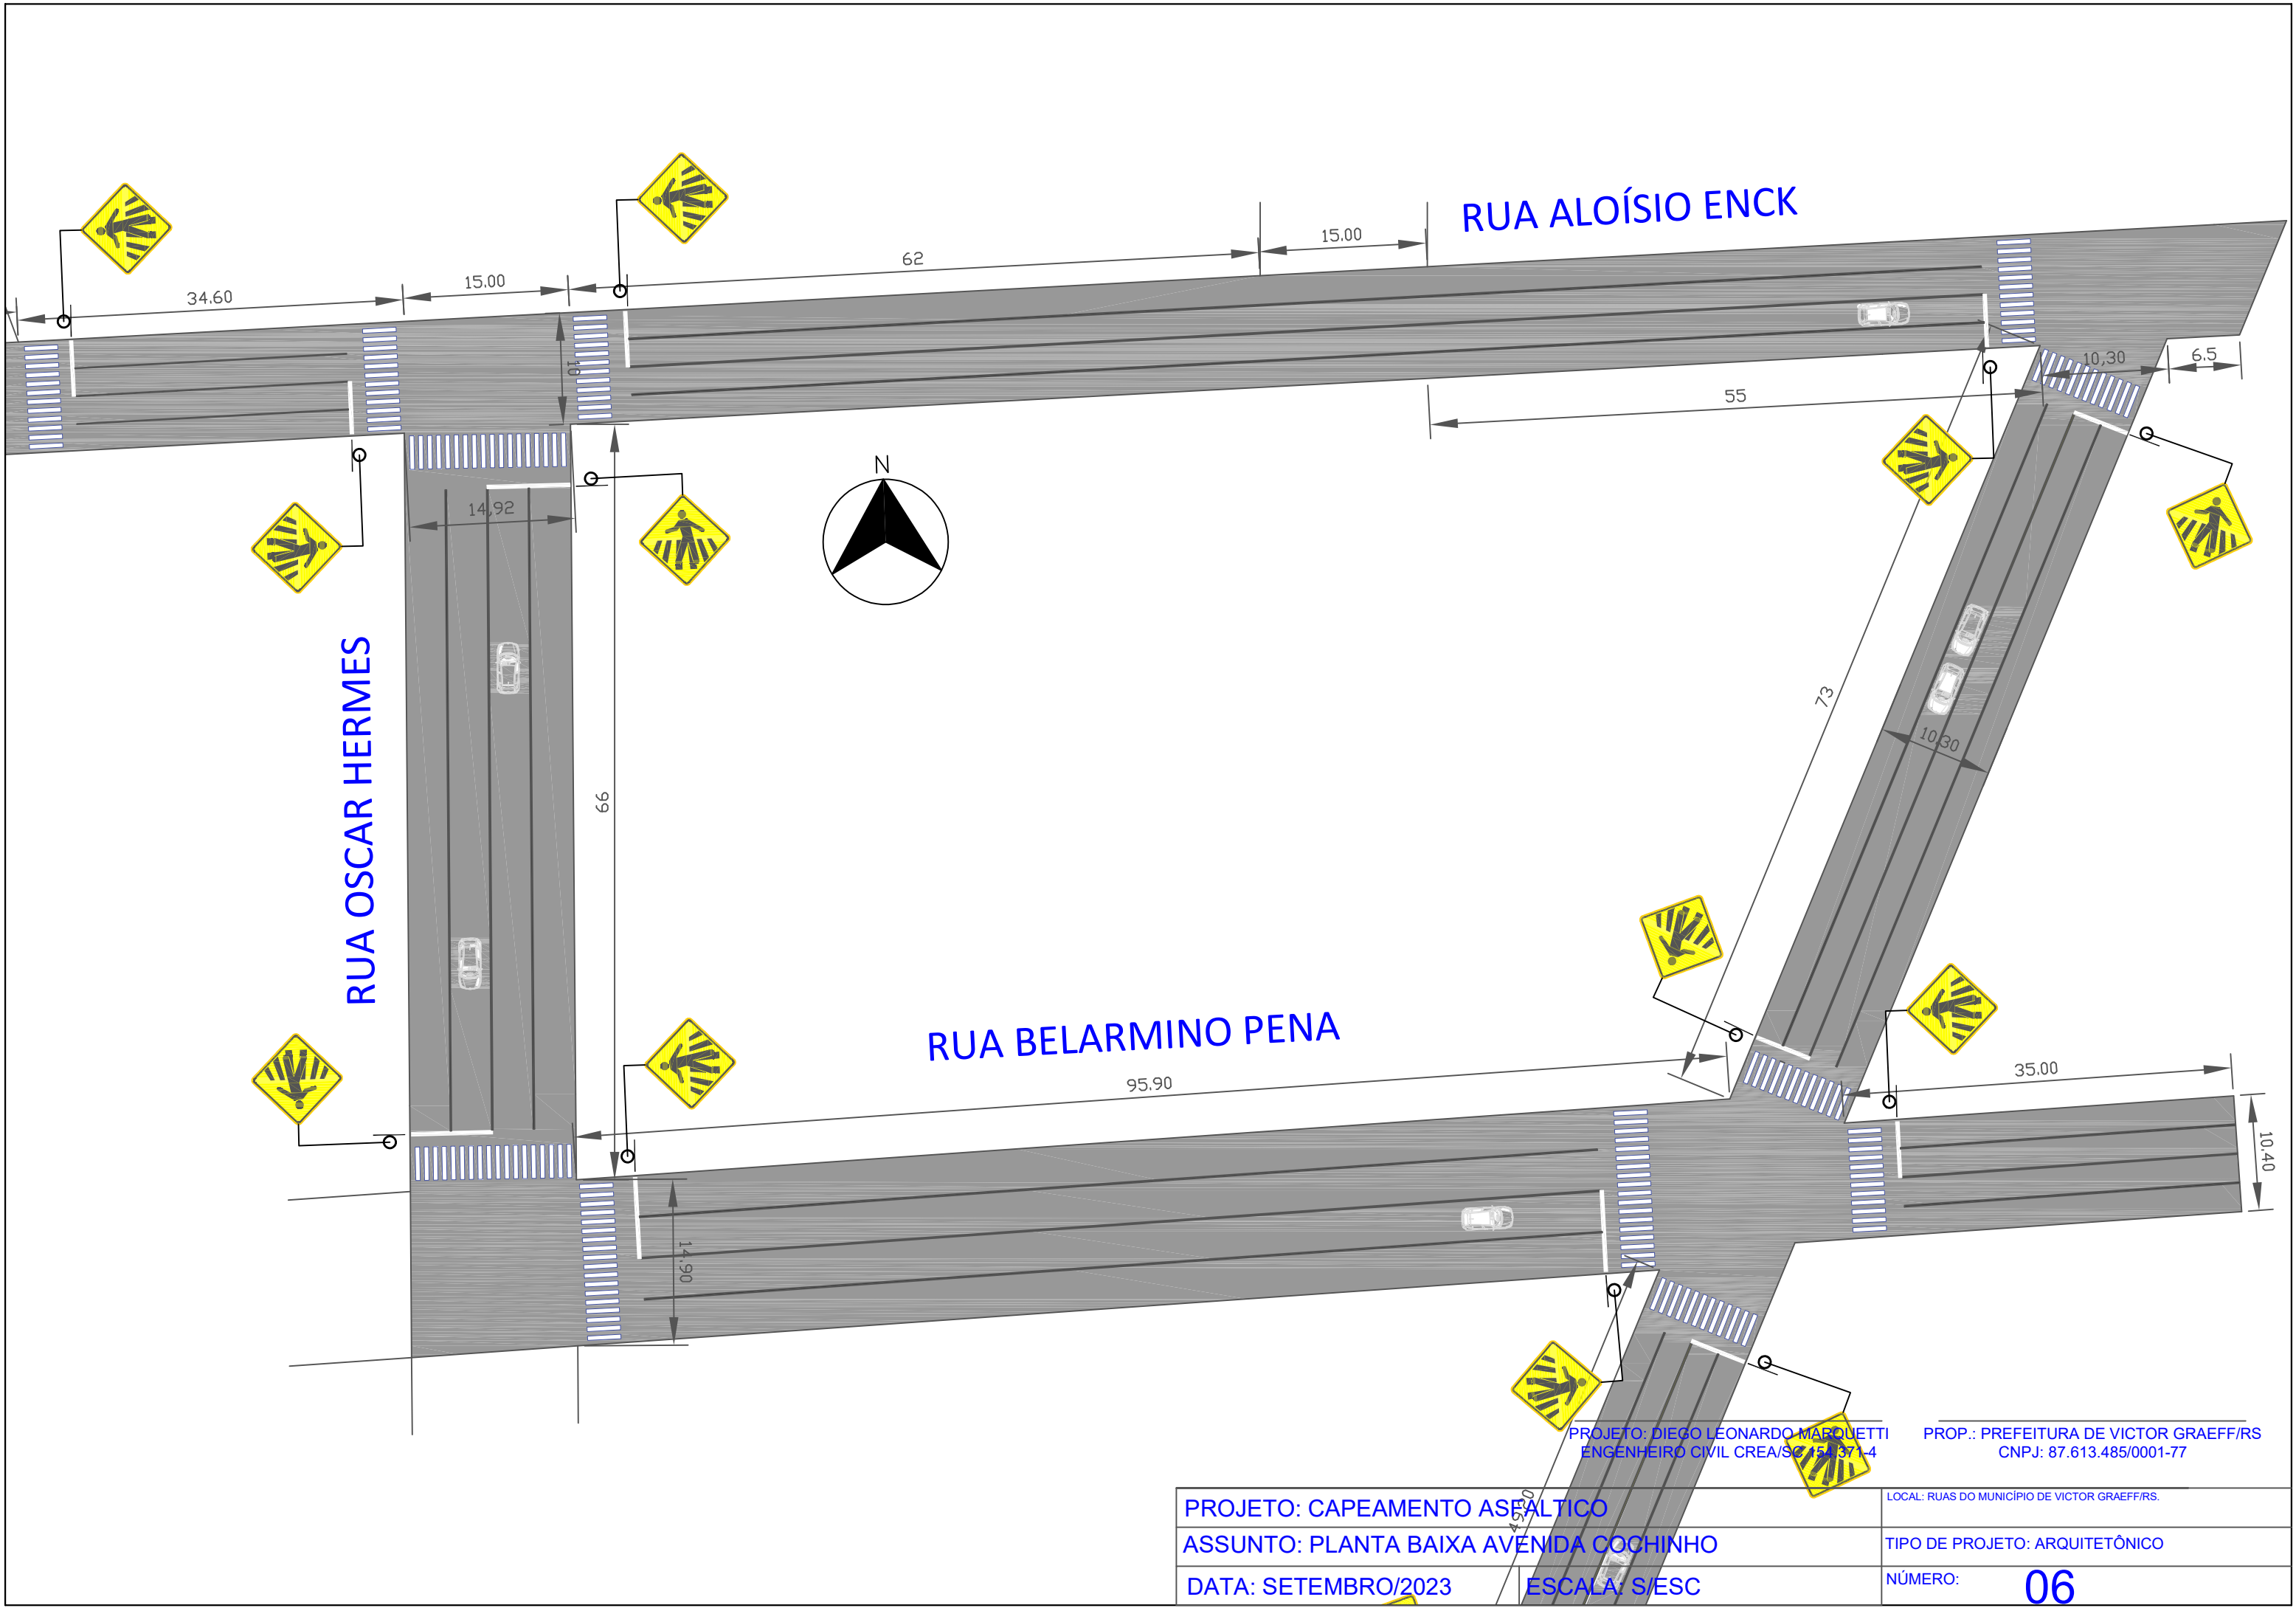 RUA ALOÍSIO ENCK
15.00
62
15.00
34.60
10
10,30
6.5
55
N
14,92
73
10,30
66
RUA OSCAR HERMES
RUA BELARMINO PENA
95.90
35.00
10,40
14,90
PROJETO: DIEGO LEONARDO MARQUETTI
ENGENHEIRO CIVIL CREA/SC 154.371-4
PROP.: PREFEITURA DE VICTOR GRAEFF/RS
CNPJ: 87.613.485/0001-77
49.20
PROJETO: CAPEAMENTO ASFALTICO
LOCAL: RUAS DO MUNICÍPIO DE VICTOR GRAEFF/RS.
ASSUNTO: PLANTA BAIXA AVENIDA COCHINHO
TIPO DE PROJETO: ARQUITETÔNICO
DATA: SETEMBRO/2023
ESCALA: S/ESC
NÚMERO:
06